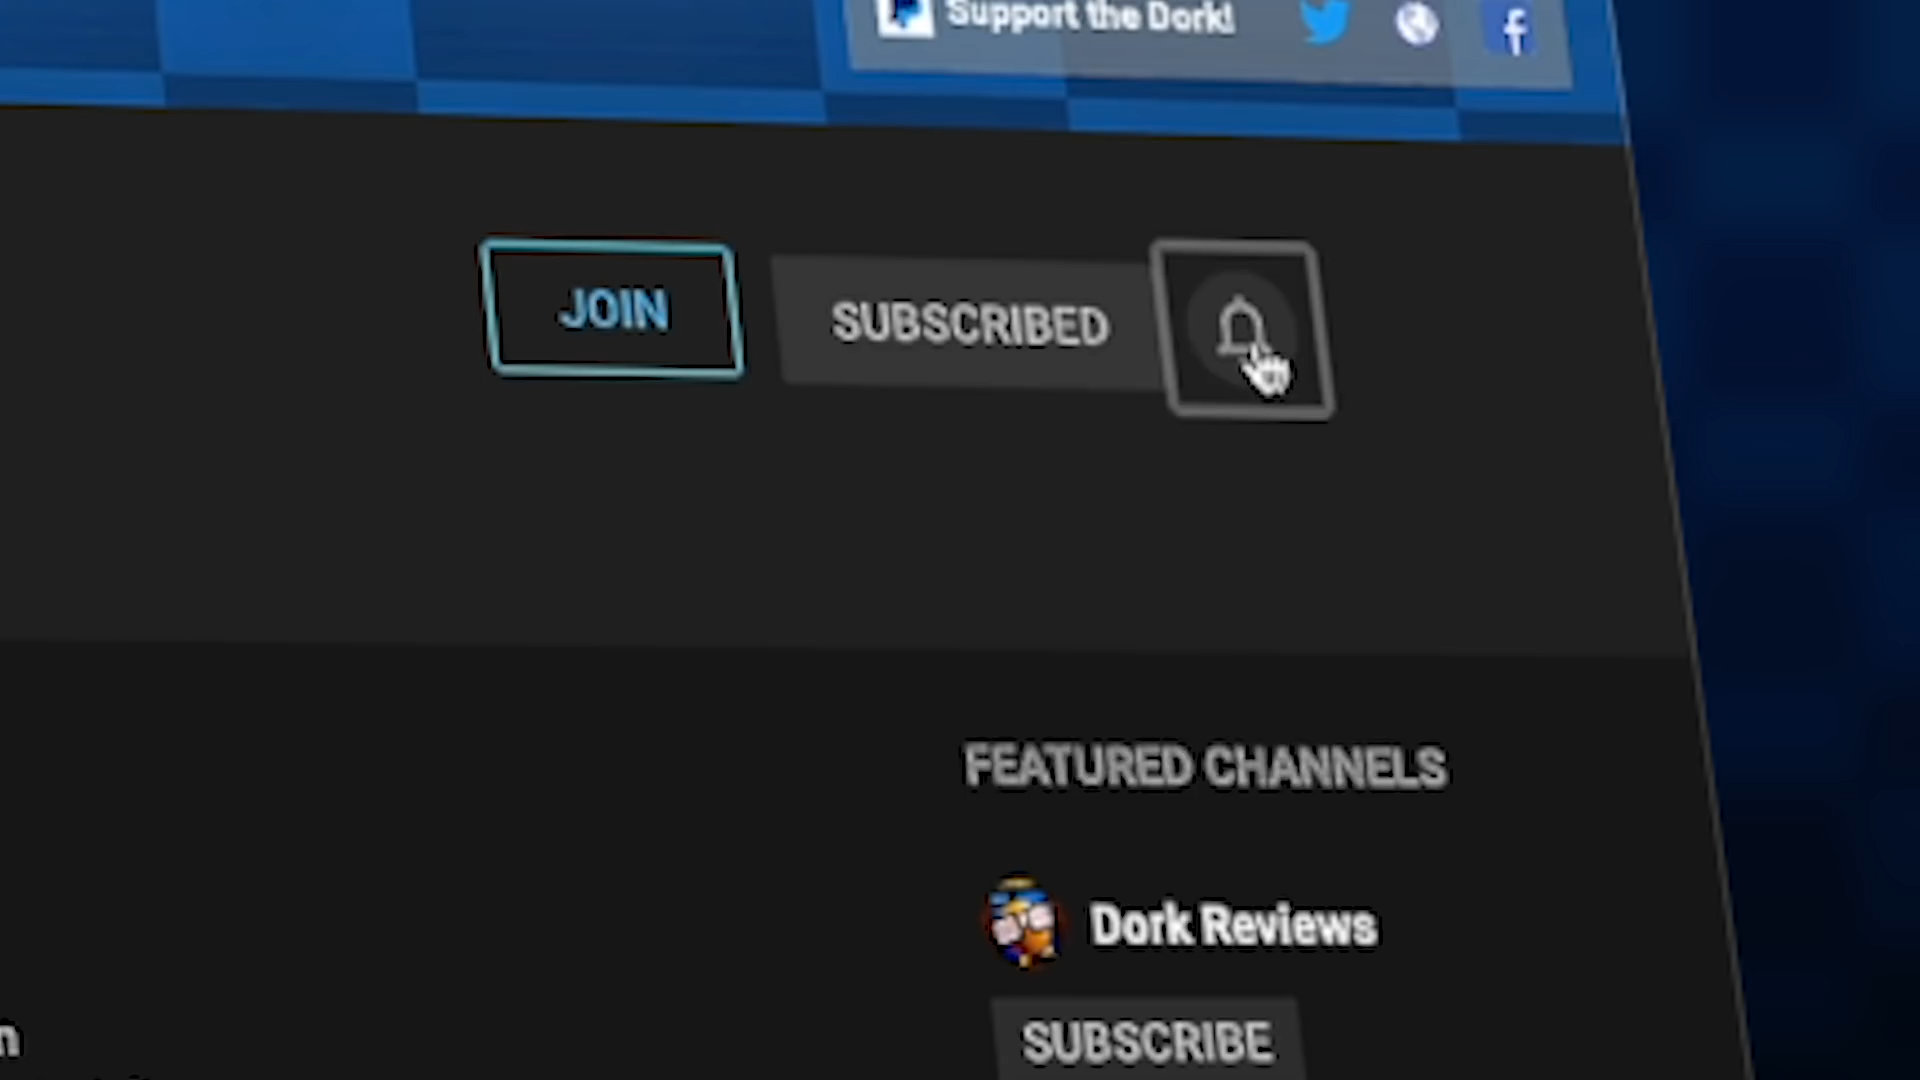 Support the Dork!
JOIN
SUBSCRIBED
FEATURED CHANNELS
Dork Reviews
SUBSCRIBE